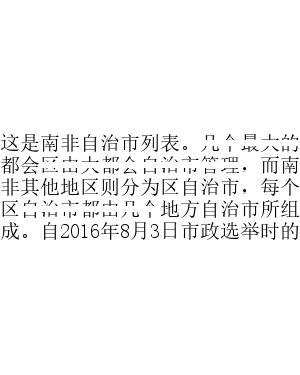 这是南非自治市列表。几个最大的
都会区由大都会自治市管理，而南
非其他地区则分为区自治市，每个
区自治市都由几个地方自治市所组
成。自2016年8月3日市政选举时的